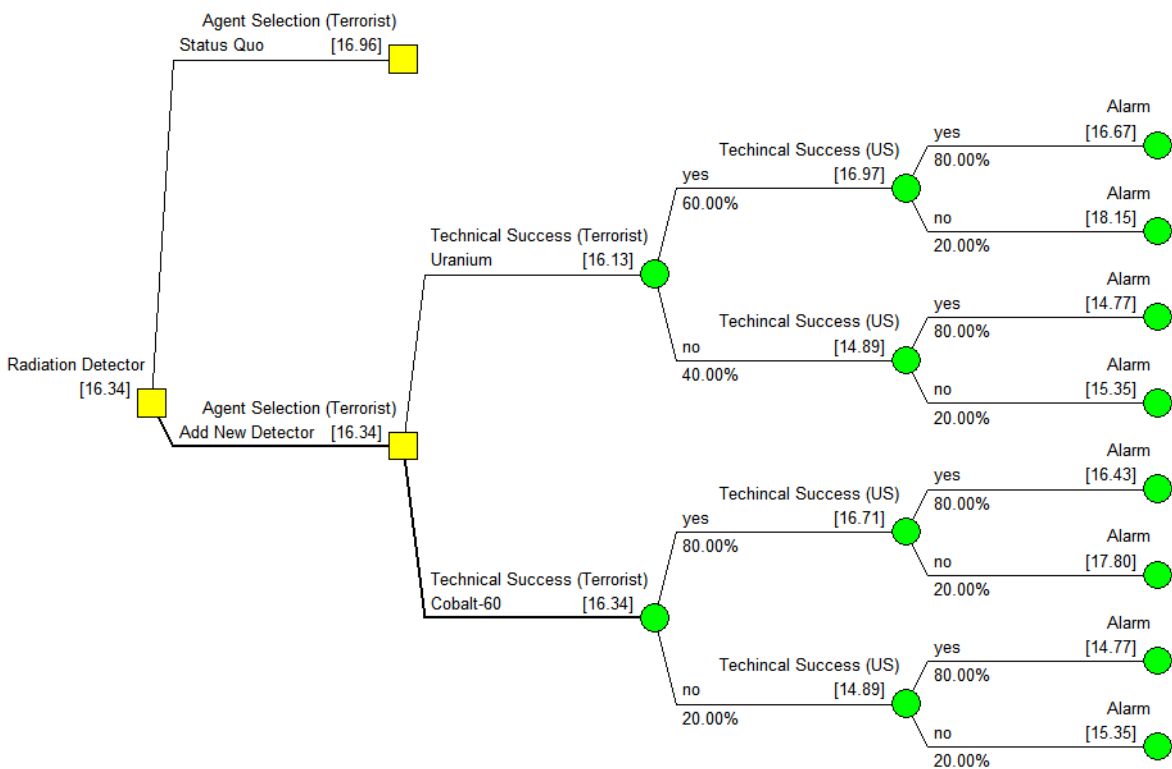 Agent Selection (Terrorist)
Status Quo [16.96]
Alarm
yes [16.67]
80.00%
Techincal Success (US)
yes [16.97]
60.00%
Alarm
no [18.15]
20.00%
Technical Success (Terrorist)
Uranium [16.13]
Alarm
yes [14.77]
80.00%
Techincal Success (US)
no [14.89]
40.00%
Alarm
no [15.35]
20.00%
Radiation Detector
[16.34]
Agent Selection (Terrorist)
Add New Detector [16.34]
Alarm
yes [16.43]
80.00%
Techincal Success (US)
yes [16.71]
80.00%
Alarm
no [17.80]
20.00%
Technical Success (Terrorist)
Cobalt-60 [16.34]
Alarm
yes [14.77]
80.00%
Techincal Success (US)
no [14.89]
20.00%
Alarm
no [15.35]
20.00%